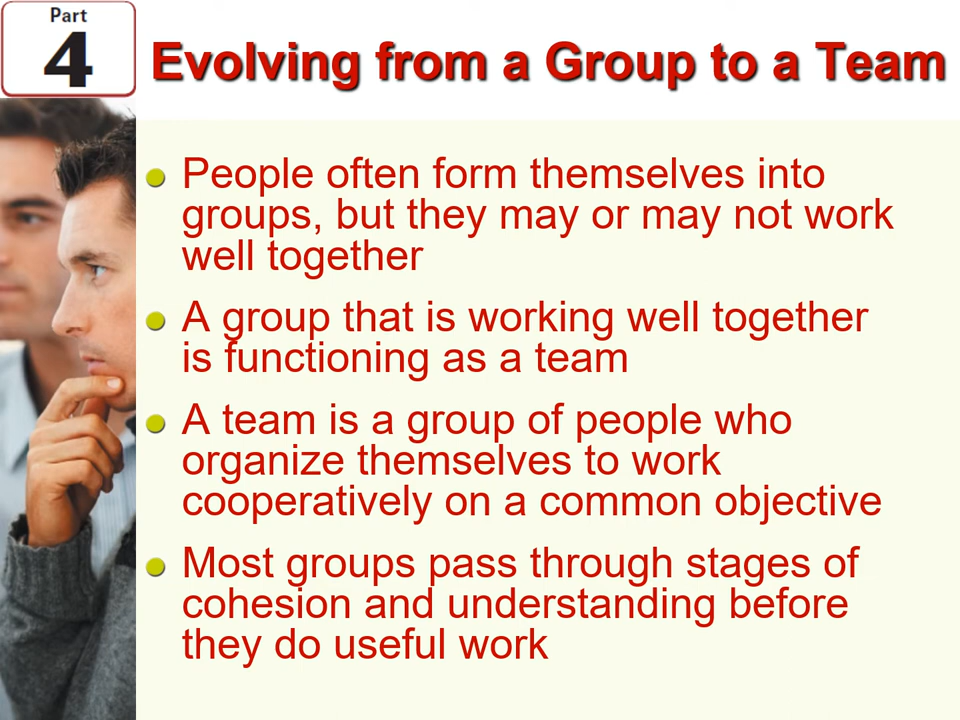 Part
4
Evolving from a Group to a Team
People often form themselves into
groups, but they may or may not work
well together
A group that is working well together
is functioning as a team
A team is a group of people who
organize themselves to work
cooperatively on a common objective
Most groups pass through stages of
cohesion and understanding before
they do useful work